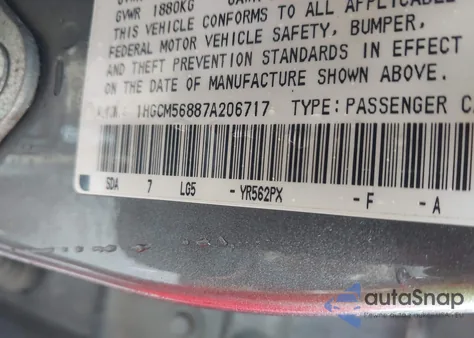 GVWR 1880KG
THIS VEHICLE CONFORMS TO ALL APPLICABLE
FEDERAL MOTOR VEHICLE SAFETY, BUMPER,
AND THEFT PREVENTION STANDARDS IN EFFECT
ON THE DATE OF MANUFACTURE SHOWN ABOVE.
1HGCM56887A206717 TYPE:PASSENGER C
SDA 7 LG5 -YR562PX -F -A
autaSnap